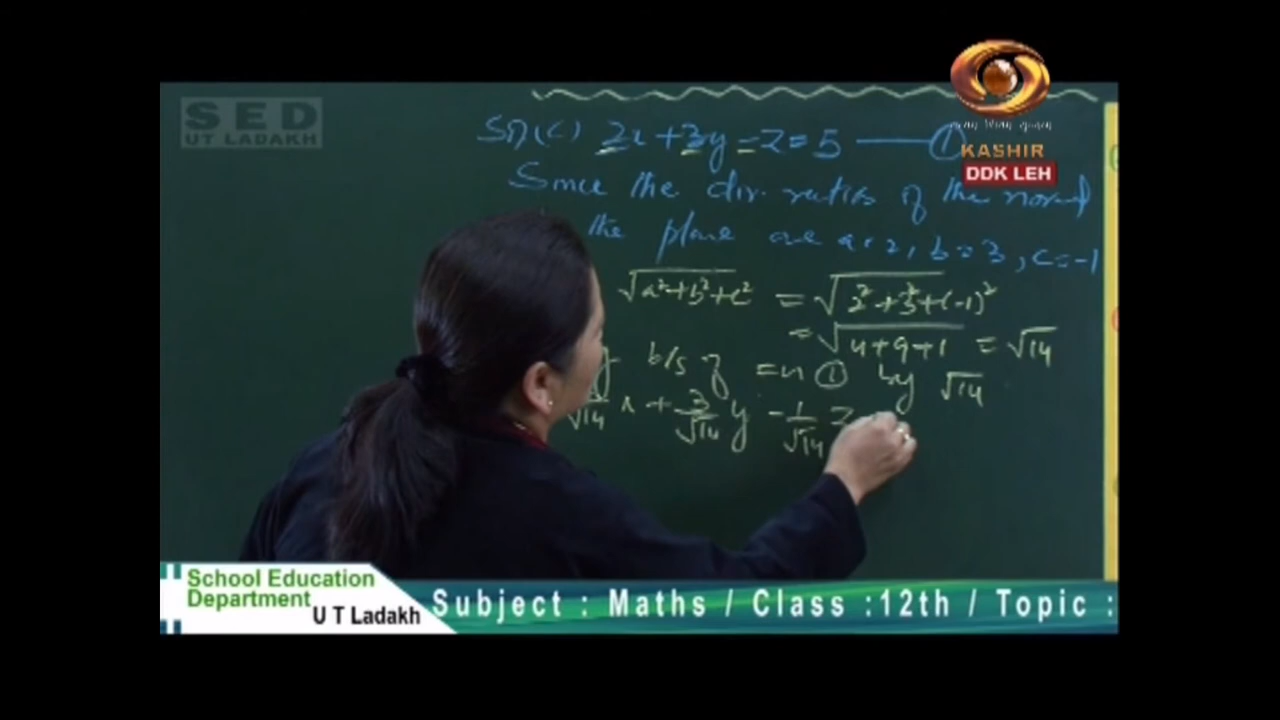 SED
UT LADAKH
KASHIR
DDK LEH
Soln(c) 2x + 3y = z = 5 —— ①
Since the dir. ratios of the normal
the plane are a = 2, b = 3, c = -1
√a²+b²+c² = √2²+3²+(-1)²
= √4+9+1 = √14
b/s of =n ① by √14
√14 x + 3/√14 y - 1/√14 z
School Education
Department
U T Ladakh
Subject : Maths / Class :12th / Topic :